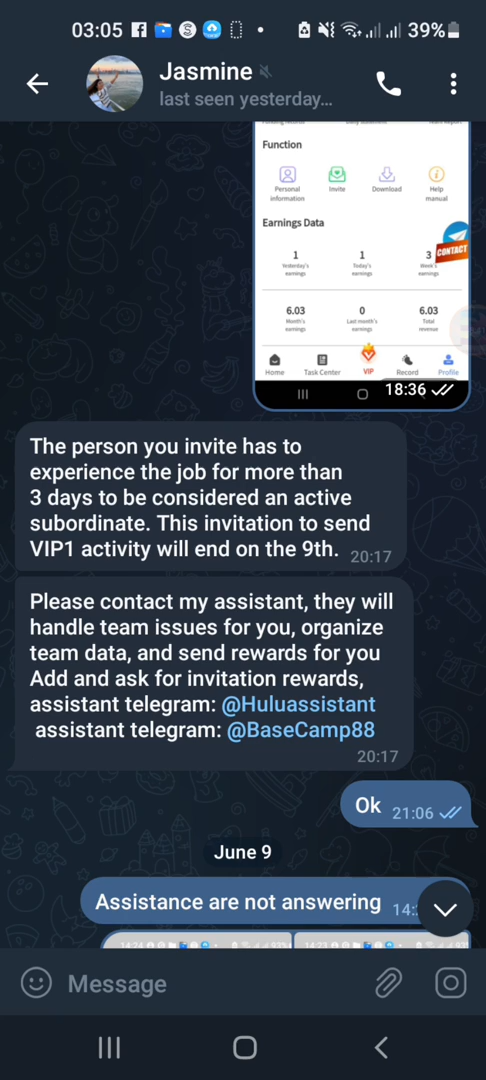 03:05
39%
Jasmine
last seen yesterday...
Function
Personal information
Invite
Download
Help manual
Earnings Data
CONTACT
1
1
3
Yesterday's earnings
Today's earnings
Week's earnings
6.03
0
6.03
Month's earnings
Last month's earnings
Total revenue
Home
Task Center
VIP
Record
Profile
18:36
The person you invite has to
experience the job for more than
3 days to be considered an active
subordinate. This invitation to send
VIP1 activity will end on the 9th.
20:17
Please contact my assistant, they will
handle team issues for you, organize
team data, and send rewards for you
Add and ask for invitation rewards,
assistant telegram: @Huluassistant
assistant telegram: @BaseCamp88
20:17
Ok
21:06
June 9
Assistance are not answering
14:
14:24
14:23
Message